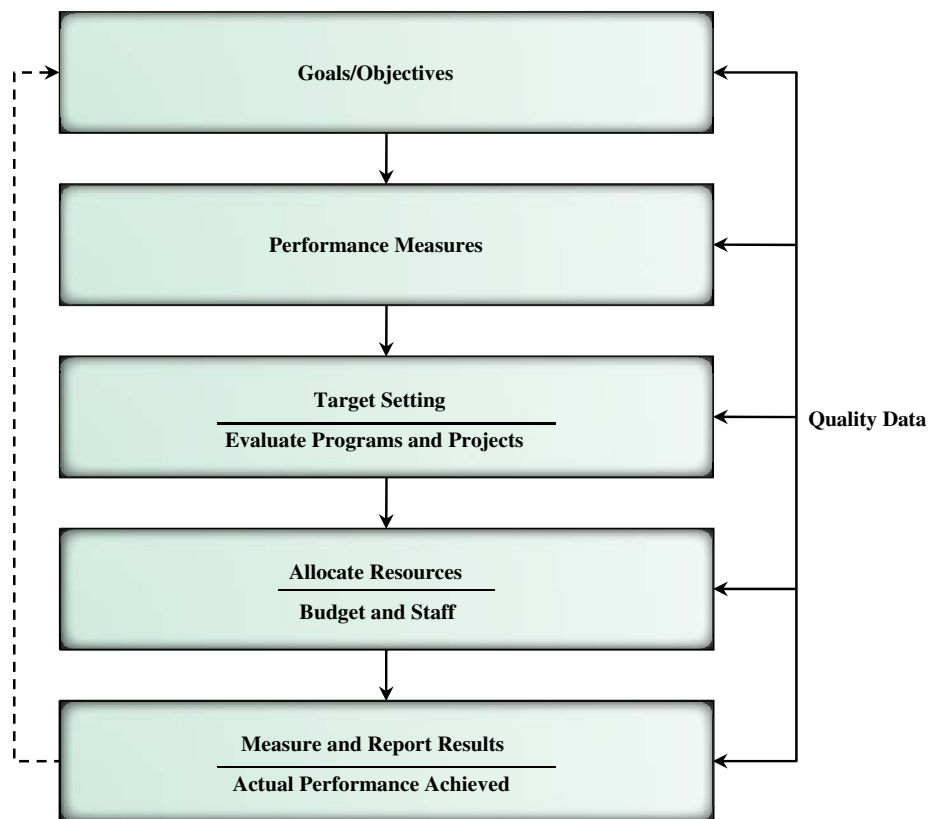 Goals/Objectives
Performance Measures
Target Setting
Evaluate Programs and Projects
Quality Data
Allocate Resources
Budget and Staff
Measure and Report Results
Actual Performance Achieved